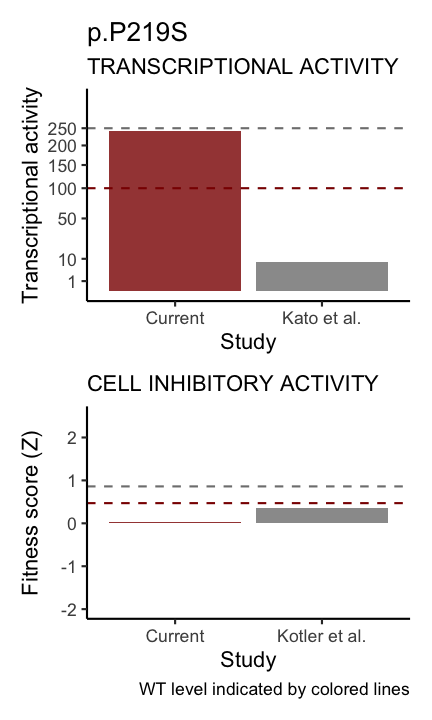 p.P219S
TRANSCRIPTIONAL ACTIVITY
Transcriptional activity
250
200
150
100
50
10
1
Current
Kato et al.
Study
CELL INHIBITORY ACTIVITY
Fitness score (Z)
2
1
0
-1
-2
Current
Kotler et al.
Study
WT level indicated by colored lines